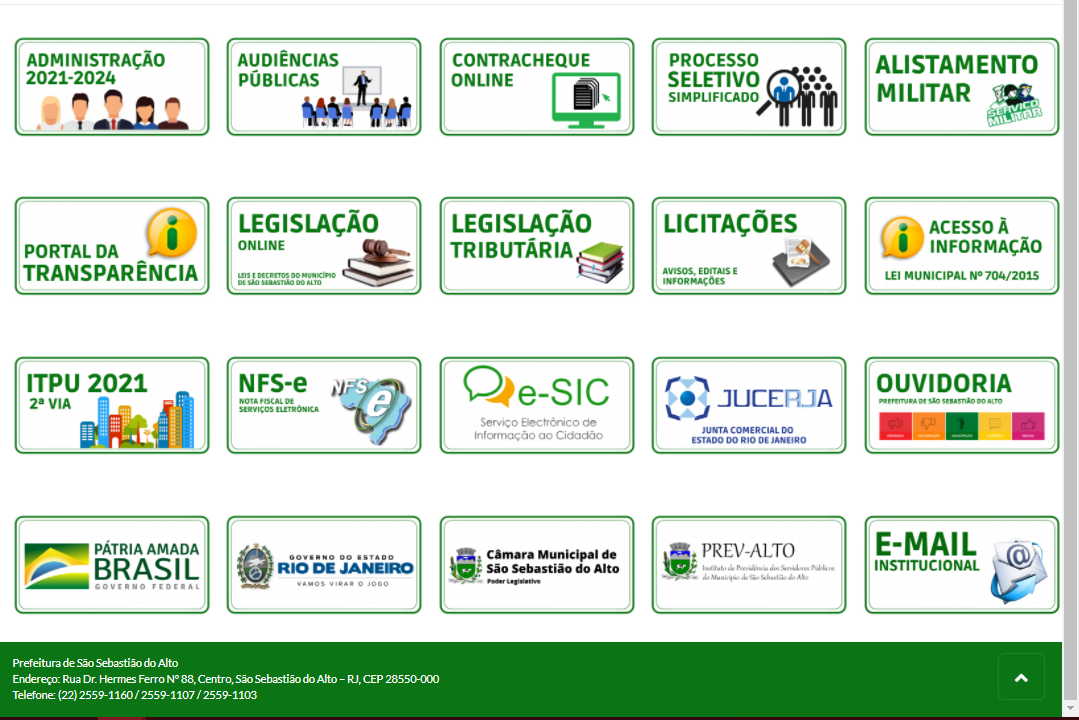 ADMINISTRAÇÃO
2021-2024
AUDIÊNCIAS
PÚBLICAS
CONTRACHEQUE
ONLINE
PROCESSO
SELETIVO
SIMPLIFICADO
ALISTAMENTO
MILITAR
SERVIÇO
MILITAR
PORTAL DA
TRANSPARÊNCIA
LEGISLAÇÃO
ONLINE
LEIS E DECRETOS DO MUNICÍPIO
DE SÃO SEBASTIÃO DO ALTO
LEGISLAÇÃO
TRIBUTÁRIA
LICITAÇÕES
AVISOS, EDITAIS E
INFORMAÇÕES
ACESSO À
INFORMAÇÃO
LEI MUNICIPAL Nº 704/2015
ITPU 2021
2ª VIA
NFS-e
NOTA FISCAL DE
SERVIÇOS ELETRÔNICA
NFS
e
e-SIC
Serviço Electrônico de
Informação ao Cidadão
JUCERJA
JUNTA COMERCIAL DO
ESTADO DO RIO DE JANEIRO
OUVIDORIA
PREFEITURA DE SÃO SEBASTIÃO DO ALTO
PÁTRIA AMADA
BRASIL
GOVERNO FEDERAL
GOVERNO DO ESTADO
RIO DE JANEIRO
VAMOS VIRAR O JOGO
Câmara Municipal de
São Sebastião do Alto
Poder Legislativo
PREV-ALTO
Instituto de Previdência dos Servidores Públicos
do Município de São Sebastião do Alto
E-MAIL
INSTITUCIONAL
Prefeitura de São Sebastião do Alto
Endereço: Rua Dr. Hermes Ferro Nº 88, Centro, São Sebastião do Alto – RJ, CEP 28550-000
Telefone: (22) 2559-1160 / 2559-1107 / 2559-1103